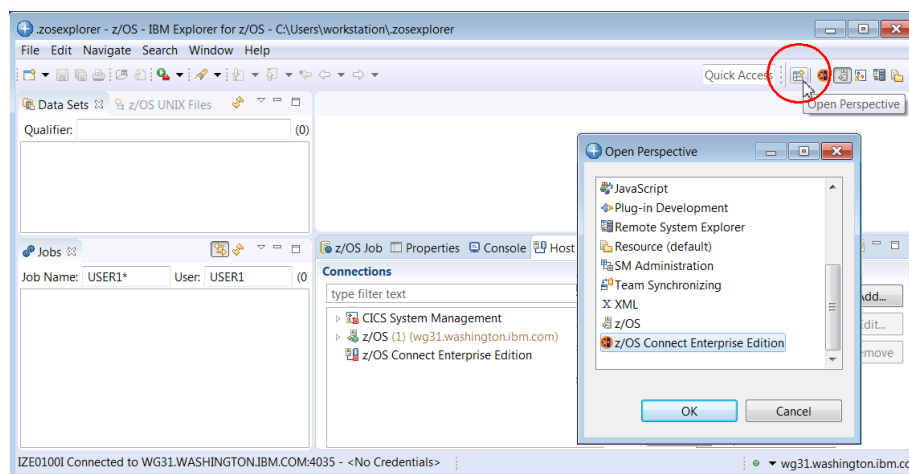 .zosexplorer - z/OS - IBM Explorer for z/OS - C:\Users\workstation\.zosexplorer
File Edit Navigate Search Window Help
Quick Access
Open Perspective
Data Sets z/OS UNIX Files
Qualifier: (0)
Open Perspective
JavaScript
Plug-in Development
Remote System Explorer
Resource (default)
SM Administration
Team Synchronizing
X XML
z/OS
z/OS Connect Enterprise Edition
OK Cancel
Jobs
Job Name: USER1* User: USER1 (0
z/OS Job Properties Console Host
Connections
type filter text
CICS System Management
z/OS (1) (wg31.washington.ibm.com)
z/OS Connect Enterprise Edition
Add...
dit...
move
IZE0100I Connected to WG31.WASHINGTON.IBM.COM:4035 - <No Credentials>
wg31.washington.ibm.co